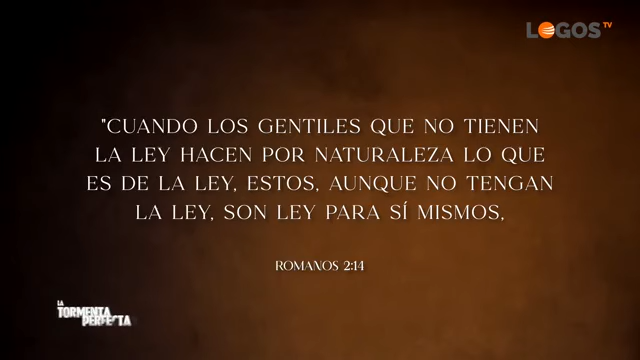 LOGOS TV
"CUANDO LOS GENTILES QUE NO TIENEN
LA LEY HACEN POR NATURALEZA LO QUE
ES DE LA LEY, ESTOS, AUNQUE NO TENGAN
LA LEY, SON LEY PARA SÍ MISMOS,
ROMANOS 2:14
LA
TORMENTA
PERFECTA